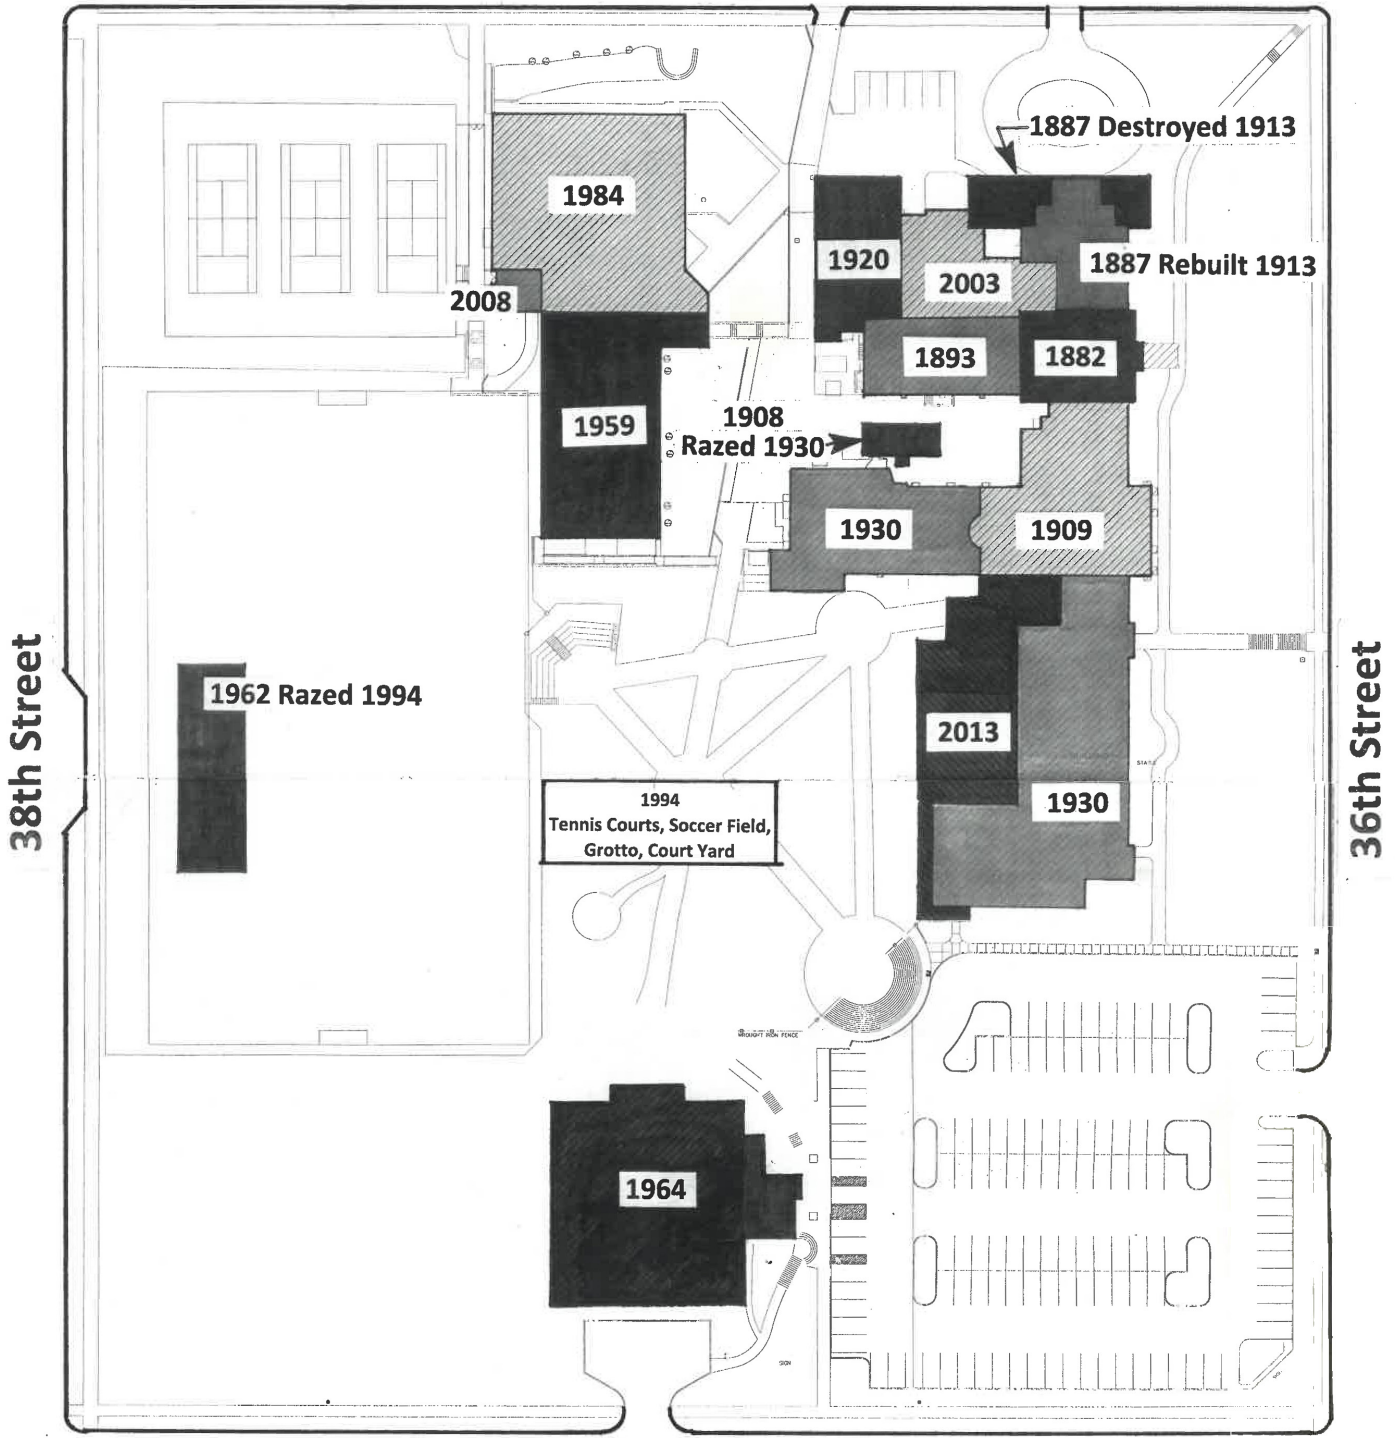 1887 Destroyed 1913
1984
1920
1887 Rebuilt 1913
2003
2008
1893
1882
1908
Razed 1930
1959
1930
1909
38th Street
1962 Razed 1994
36th Street
2013
STAIRS
1994
Tennis Courts, Soccer Field,
Grotto, Court Yard
1930
WROUGHT IRON FENCE
1964
SIGN